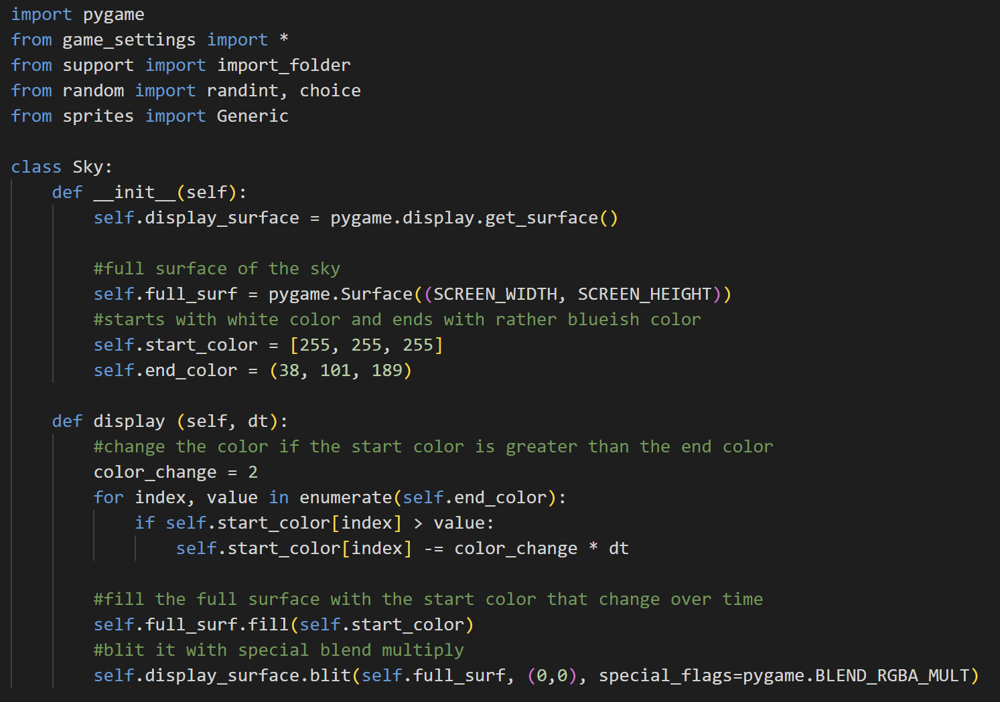 import pygame
from game_settings import *
from support import import_folder
from random import randint, choice
from sprites import Generic

class Sky:
    def __init__(self):
        self.display_surface = pygame.display.get_surface()

        #full surface of the sky
        self.full_surf = pygame.Surface((SCREEN_WIDTH, SCREEN_HEIGHT))
        #starts with white color and ends with rather blueish color
        self.start_color = [255, 255, 255]
        self.end_color = (38, 101, 189)

    def display (self, dt):
        #change the color if the start color is greater than the end color
        color_change = 2
        for index, value in enumerate(self.end_color):
            if self.start_color[index] > value:
                self.start_color[index] -= color_change * dt

        #fill the full surface with the start color that change over time
        self.full_surf.fill(self.start_color)
        #blit it with special blend multiply
        self.display_surface.blit(self.full_surf, (0,0), special_flags=pygame.BLEND_RGBA_MULT)